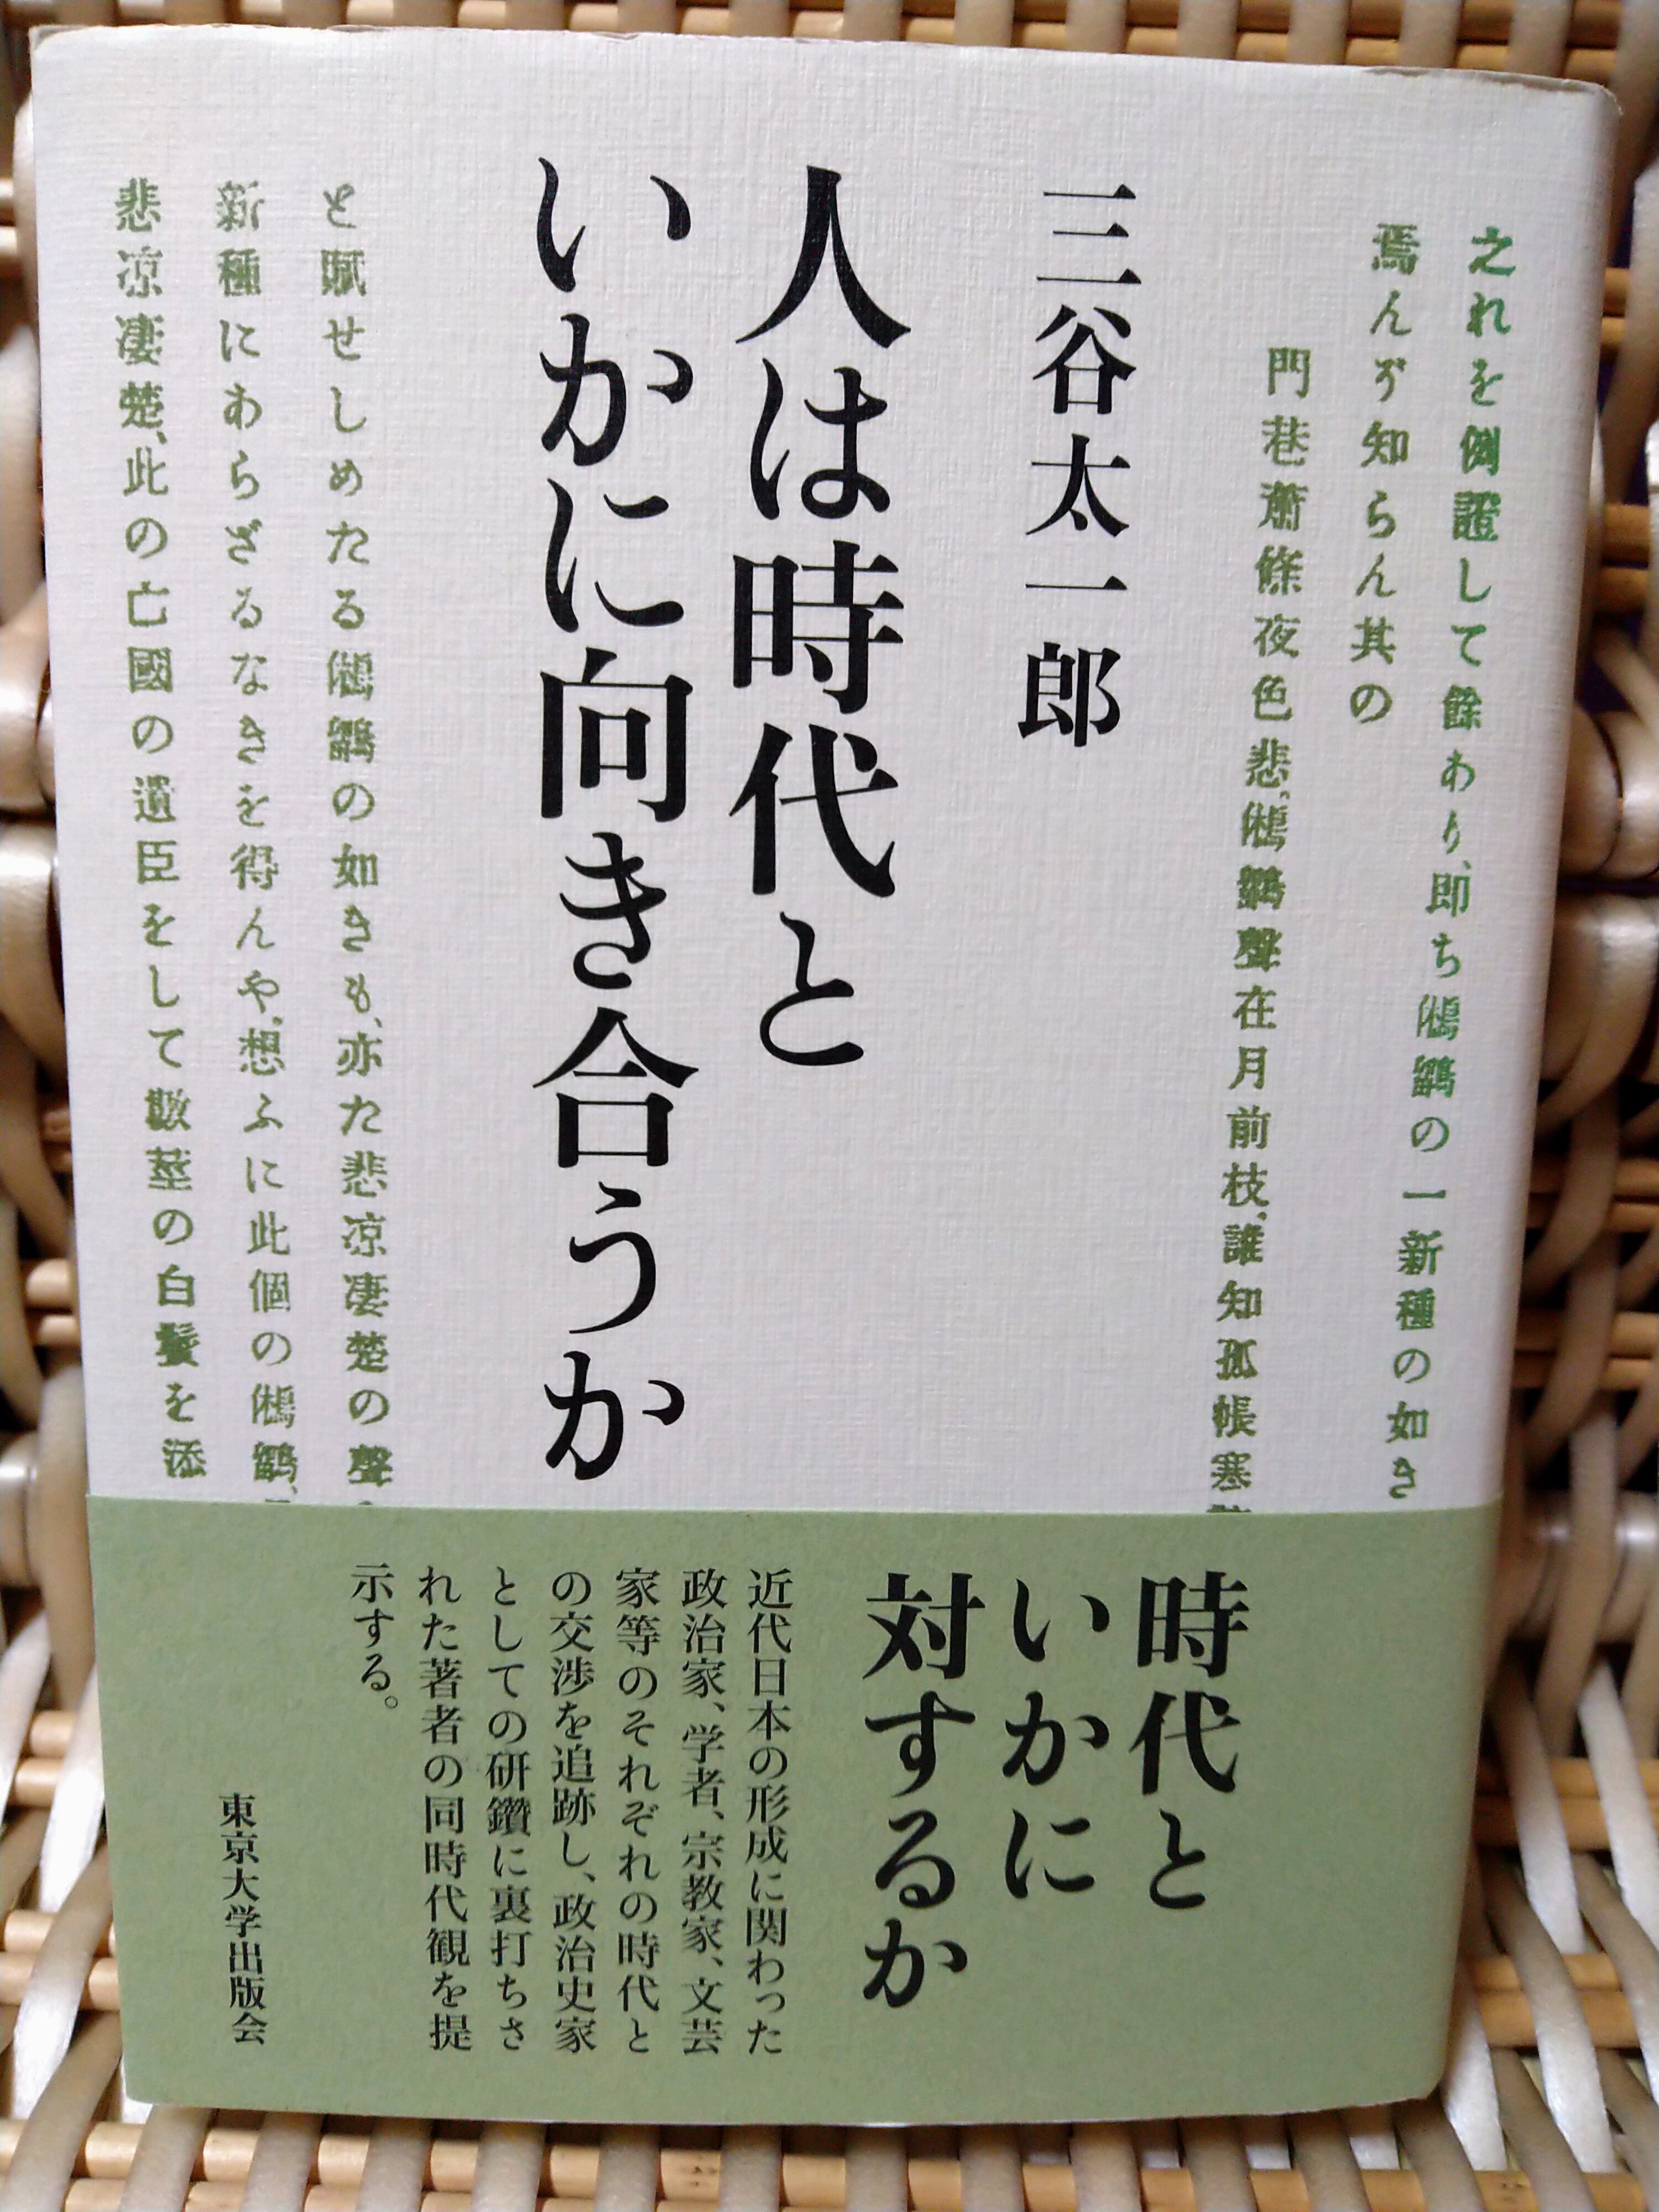 之れを例證して餘あり、即ち鵂鶹の一新種の如き
焉んぞ知らん其の
門巷蕭條夜色悲、鵂鶹聲在月前枝、誰知孤帳寒
三谷太一郎
人は時代と
いかに向き合うか
と賦せしめたる鵂鶹の如きも、亦た悲凉凄楚の聲
新種にあらざるなきを得んや、想ふに此個の鵂鶹、
悲凉凄楚、此の亡國の遺臣をして數莖の白鬢を添
時代と
いかに
対するか
近代日本の形成に関わった
政治家、学者、宗教家、文芸
家等のそれぞれの時代と
の交渉を追跡し、政治史家
としての研鑽に裏打ちさ
れた著者の同時代観を提
示する。
東京大学出版会